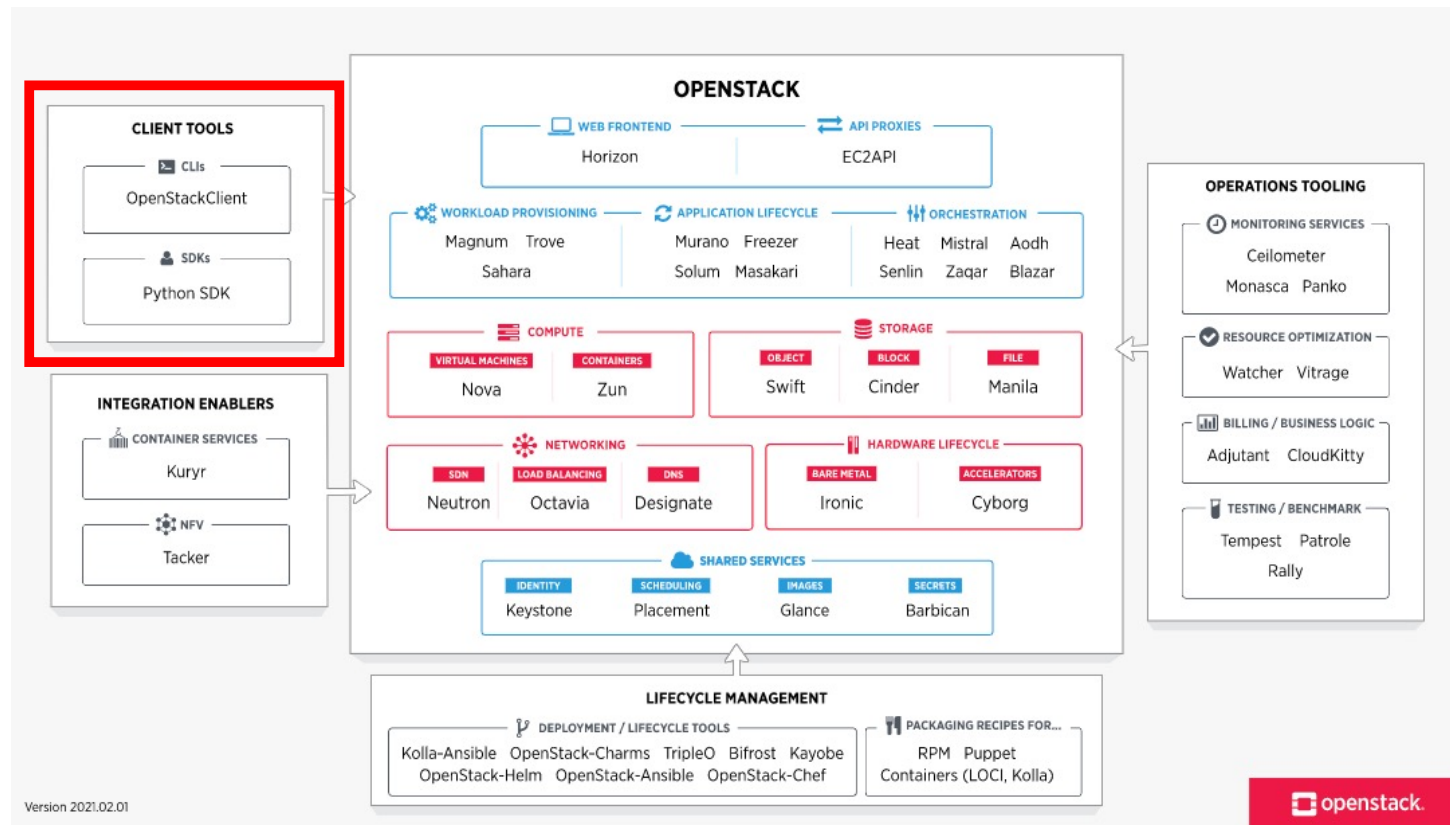 OPENSTACK
WEB FRONTEND
Horizon
API PROXIES
EC2API
WORKLOAD PROVISIONING
Magnum Trove
Sahara
APPLICATION LIFECYCLE
Murano Freezer
Solum Masakari
ORCHESTRATION
Heat Mistral Aodh
Senlin Zaqar Blazar
COMPUTE
VIRTUAL MACHINES
Nova
CONTAINERS
Zun
STORAGE
OBJECT
Swift
BLOCK
Cinder
FILE
Manila
NETWORKING
SDN
Neutron
LOAD BALANCING
Octavia
DNS
Designate
HARDWARE LIFECYCLE
BARE METAL
Ironic
ACCELERATORS
Cyborg
SHARED SERVICES
IDENTITY
Keystone
SCHEDULING
Placement
IMAGES
Glance
SECRETS
Barbican
CLIENT TOOLS
CLIs
OpenStackClient
SDKs
Python SDK
INTEGRATION ENABLERS
CONTAINER SERVICES
Kuryr
NFV
Tacker
OPERATIONS TOOLING
MONITORING SERVICES
Ceilometer
Monasca Panko
RESOURCE OPTIMIZATION
Watcher Vitrage
BILLING / BUSINESS LOGIC
Adjutant CloudKitty
TESTING / BENCHMARK
Tempest Patrole
Rally
LIFECYCLE MANAGEMENT
DEPLOYMENT / LIFECYCLE TOOLS
Kolla-Ansible OpenStack-Charms TripleO Bifrost Kayobe
OpenStack-Helm OpenStack-Ansible OpenStack-Chef
PACKAGING RECIPES FOR...
RPM Puppet
Containers (LOCI, Kolla)
Version 2021.02.01
openstack.